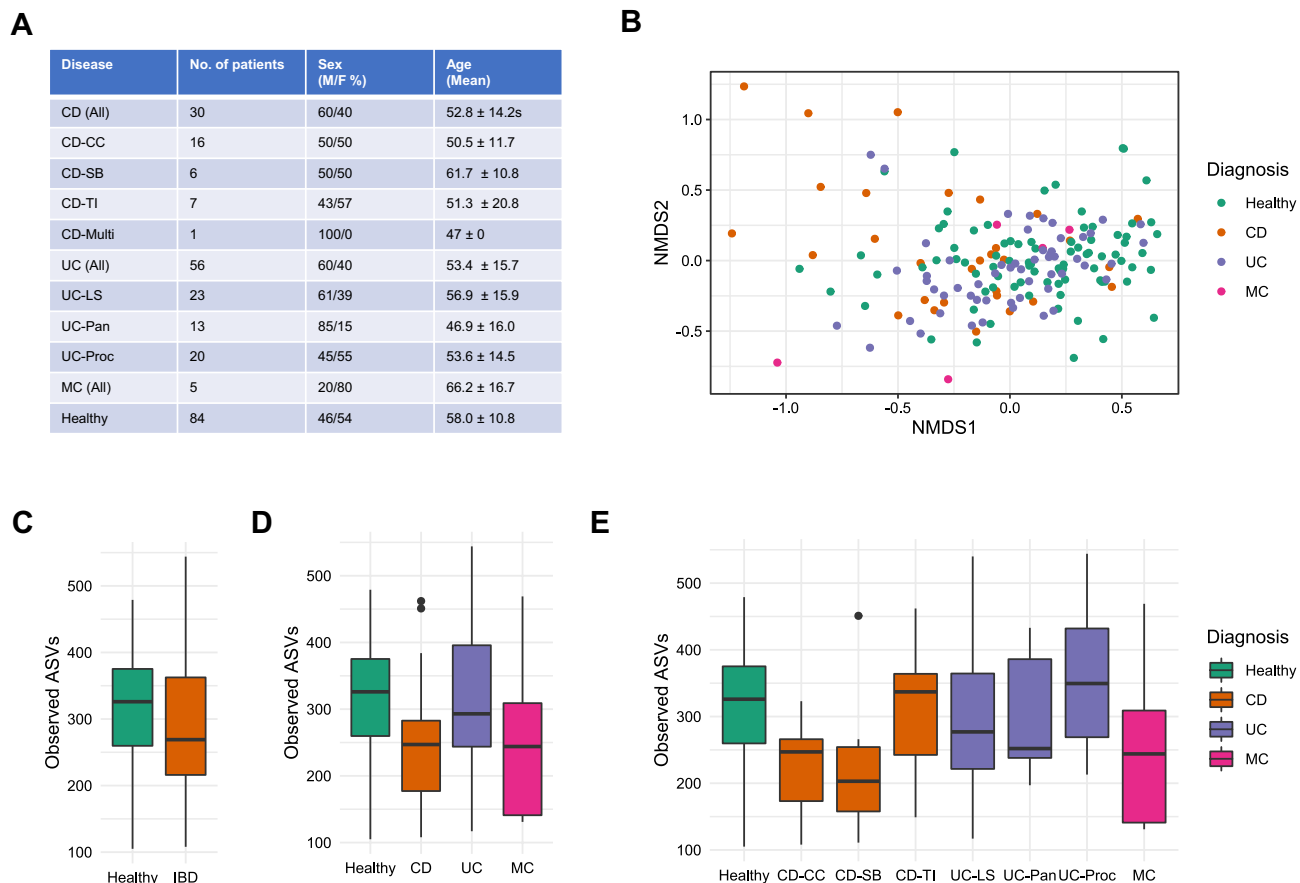 A
Disease No. of patients Sex (M/F %) Age (Mean)
CD (All) 30 60/40 52.8 ± 14.2s
CD-CC 16 50/50 50.5 ± 11.7
CD-SB 6 50/50 61.7 ± 10.8
CD-TI 7 43/57 51.3 ± 20.8
CD-Multi 1 100/0 47 ± 0
UC (All) 56 60/40 53.4 ± 15.7
UC-LS 23 61/39 56.9 ± 15.9
UC-Pan 13 85/15 46.9 ± 16.0
UC-Proc 20 45/55 53.6 ± 14.5
MC (All) 5 20/80 66.2 ± 16.7
Healthy 84 46/54 58.0 ± 10.8
B
NMDS2
1.0
0.5
0.0
-0.5
-1.0 -0.5 0.0 0.5
NMDS1
Diagnosis
Healthy
CD
UC
MC
C
Observed ASVs
500
400
300
200
100
Healthy IBD
D
Observed ASVs
500
400
300
200
100
Healthy CD UC MC
E
Observed ASVs
500
400
300
200
100
Healthy CD-CC CD-SB CD-TI UC-LS UC-Pan UC-Proc MC
Diagnosis
Healthy
CD
UC
MC